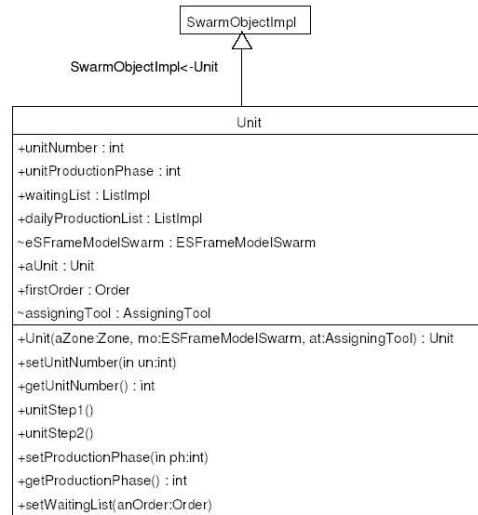 SwarmObjectImpl
SwarmObjectImpl<-Unit
Unit
+unitNumber : int
+unitProductionPhase : int
+waitingList : ListImpl
+dailyProductionList : ListImpl
~eSFrameModelSwarm : ESFrameModelSwarm
+aUnit : Unit
+firstOrder : Order
~assigningTool : AssigningTool
+Unit(aZone:Zone, mo:ESFrameModelSwarm, at:AssigningTool) : Unit
+setUnitNumber(in un:int)
+getUnitNumber() : int
+unitStep1()
+unitStep2()
+setProductionPhase(in ph:int)
+getProductionPhase() : int
+setWaitingList(anOrder:Order)